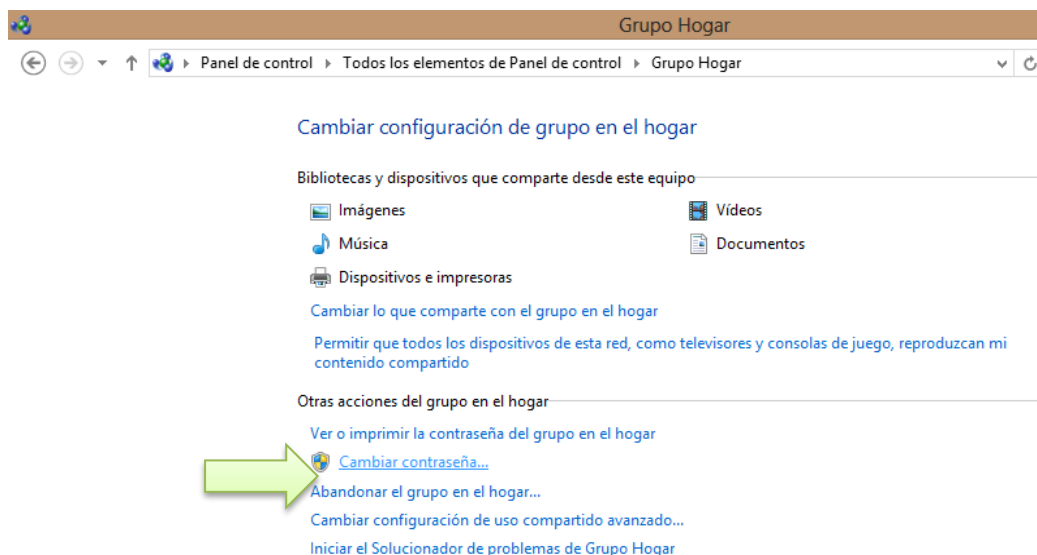 Grupo Hogar
Panel de control Todos los elementos de Panel de control Grupo Hogar
Cambiar configuración de grupo en el hogar
Bibliotecas y dispositivos que comparte desde este equipo
Imágenes Vídeos
Música Documentos
Dispositivos e impresoras
Cambiar lo que comparte con el grupo en el hogar
Permitir que todos los dispositivos de esta red, como televisores y consolas de juego, reproduzcan mi
contenido compartido
Otras acciones del grupo en el hogar
Ver o imprimir la contraseña del grupo en el hogar
Cambiar contraseña...
Abandonar el grupo en el hogar...
Cambiar configuración de uso compartido avanzado...
Iniciar el Solucionador de problemas de Grupo Hogar